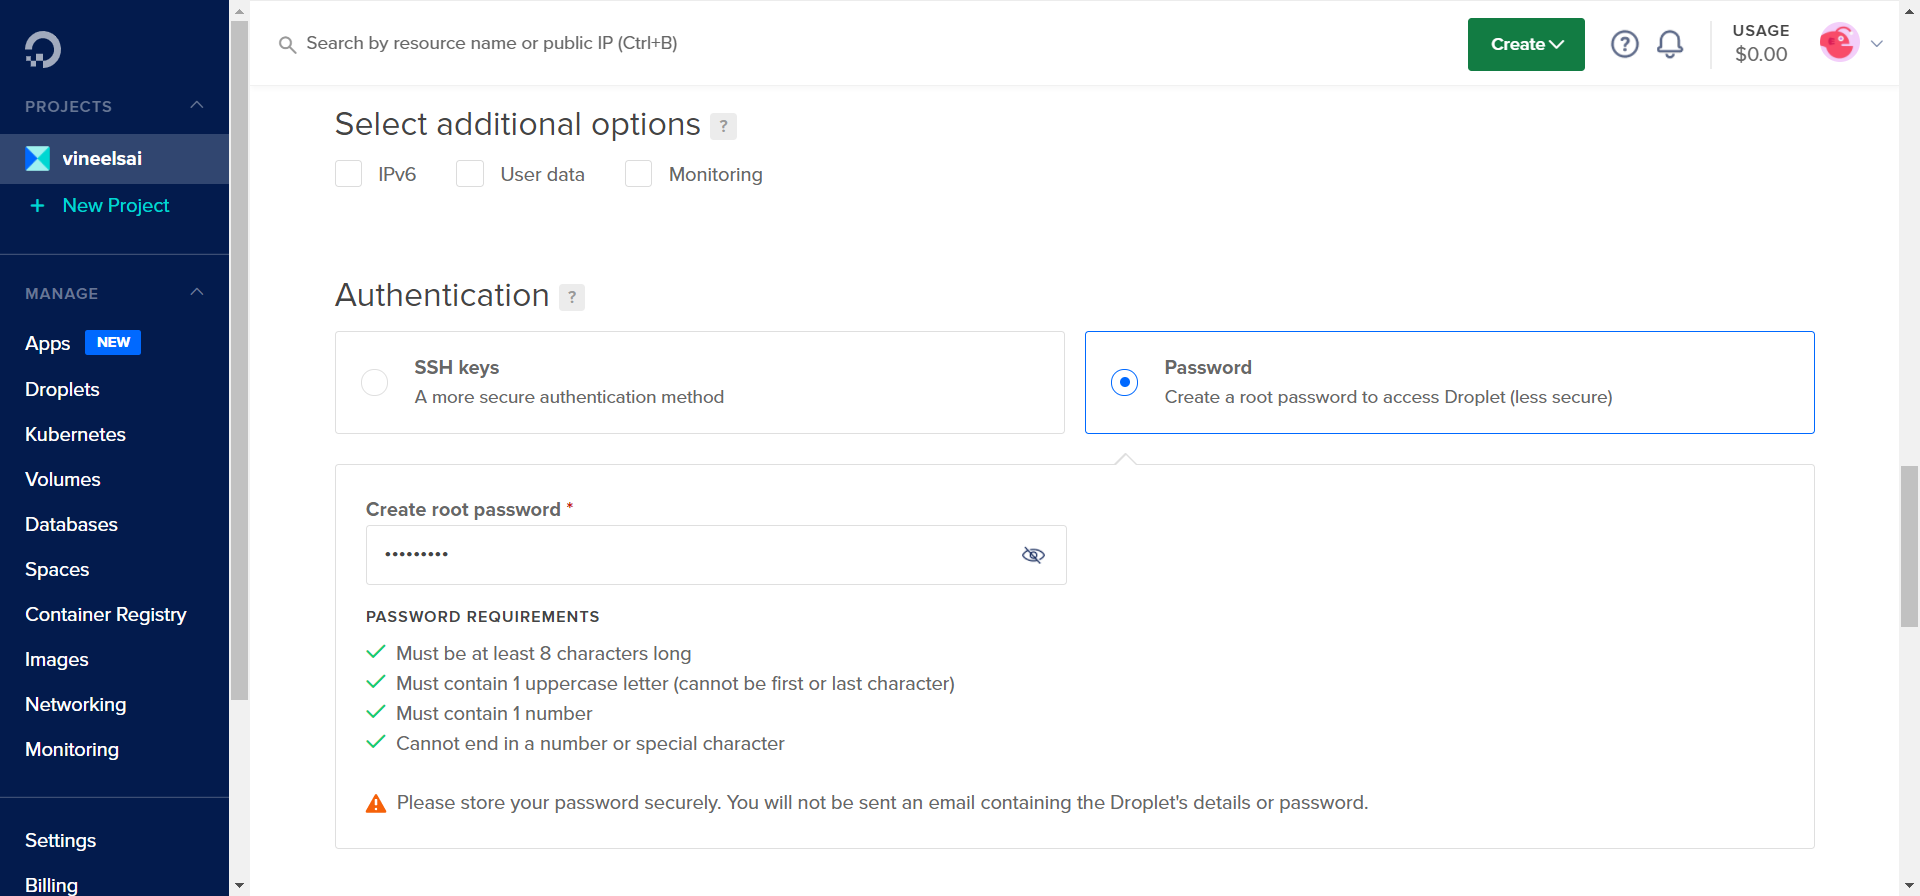 Search by resource name or public IP (Ctrl+B)
Create
?
USAGE
$0.00
PROJECTS
vineelsai
+ New Project
MANAGE
Apps NEW
Droplets
Kubernetes
Volumes
Databases
Spaces
Container Registry
Images
Networking
Monitoring
Settings
Billing
Select additional options ?
IPv6 User data Monitoring
Authentication ?
SSH keys
A more secure authentication method
Password
Create a root password to access Droplet (less secure)
Create root password *
•••••••••
PASSWORD REQUIREMENTS
Must be at least 8 characters long
Must contain 1 uppercase letter (cannot be first or last character)
Must contain 1 number
Cannot end in a number or special character
Please store your password securely. You will not be sent an email containing the Droplet's details or password.